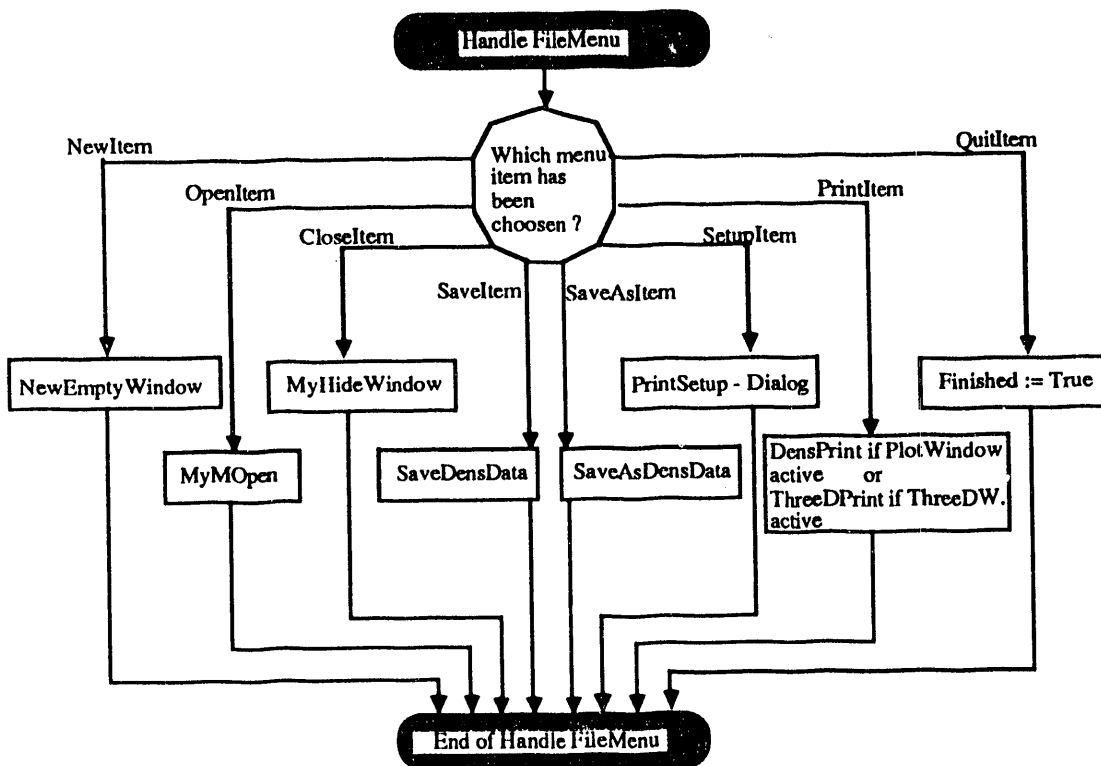 Handle FileMenu
NewItem
Which menu
item has
been
choosen ?
QuitItem
OpenItem
PrintItem
CloseItem
SetupItem
SaveItem
SaveAsItem
NewEmptyWindow
MyHideWindow
PrintSetup - Dialog
Finished := True
MyMOpen
SaveDensData
SaveAsDensData
DensPrint if PlotWindow
active or
ThreeDPrint if ThreeDW.
active
End of Handle FileMenu